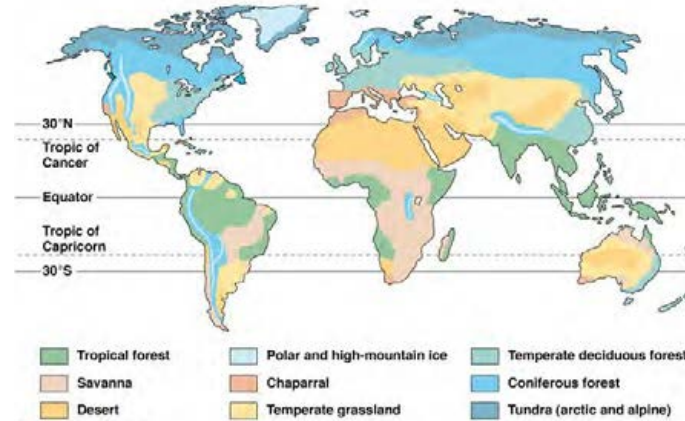 30°N
Tropic of
Cancer
Equator
Tropic of
Capricorn
30°S
Tropical forest
Polar and high-mountain ice
Temperate deciduous forest
Savanna
Chaparral
Coniferous forest
Desert
Temperate grassland
Tundra (arctic and alpine)